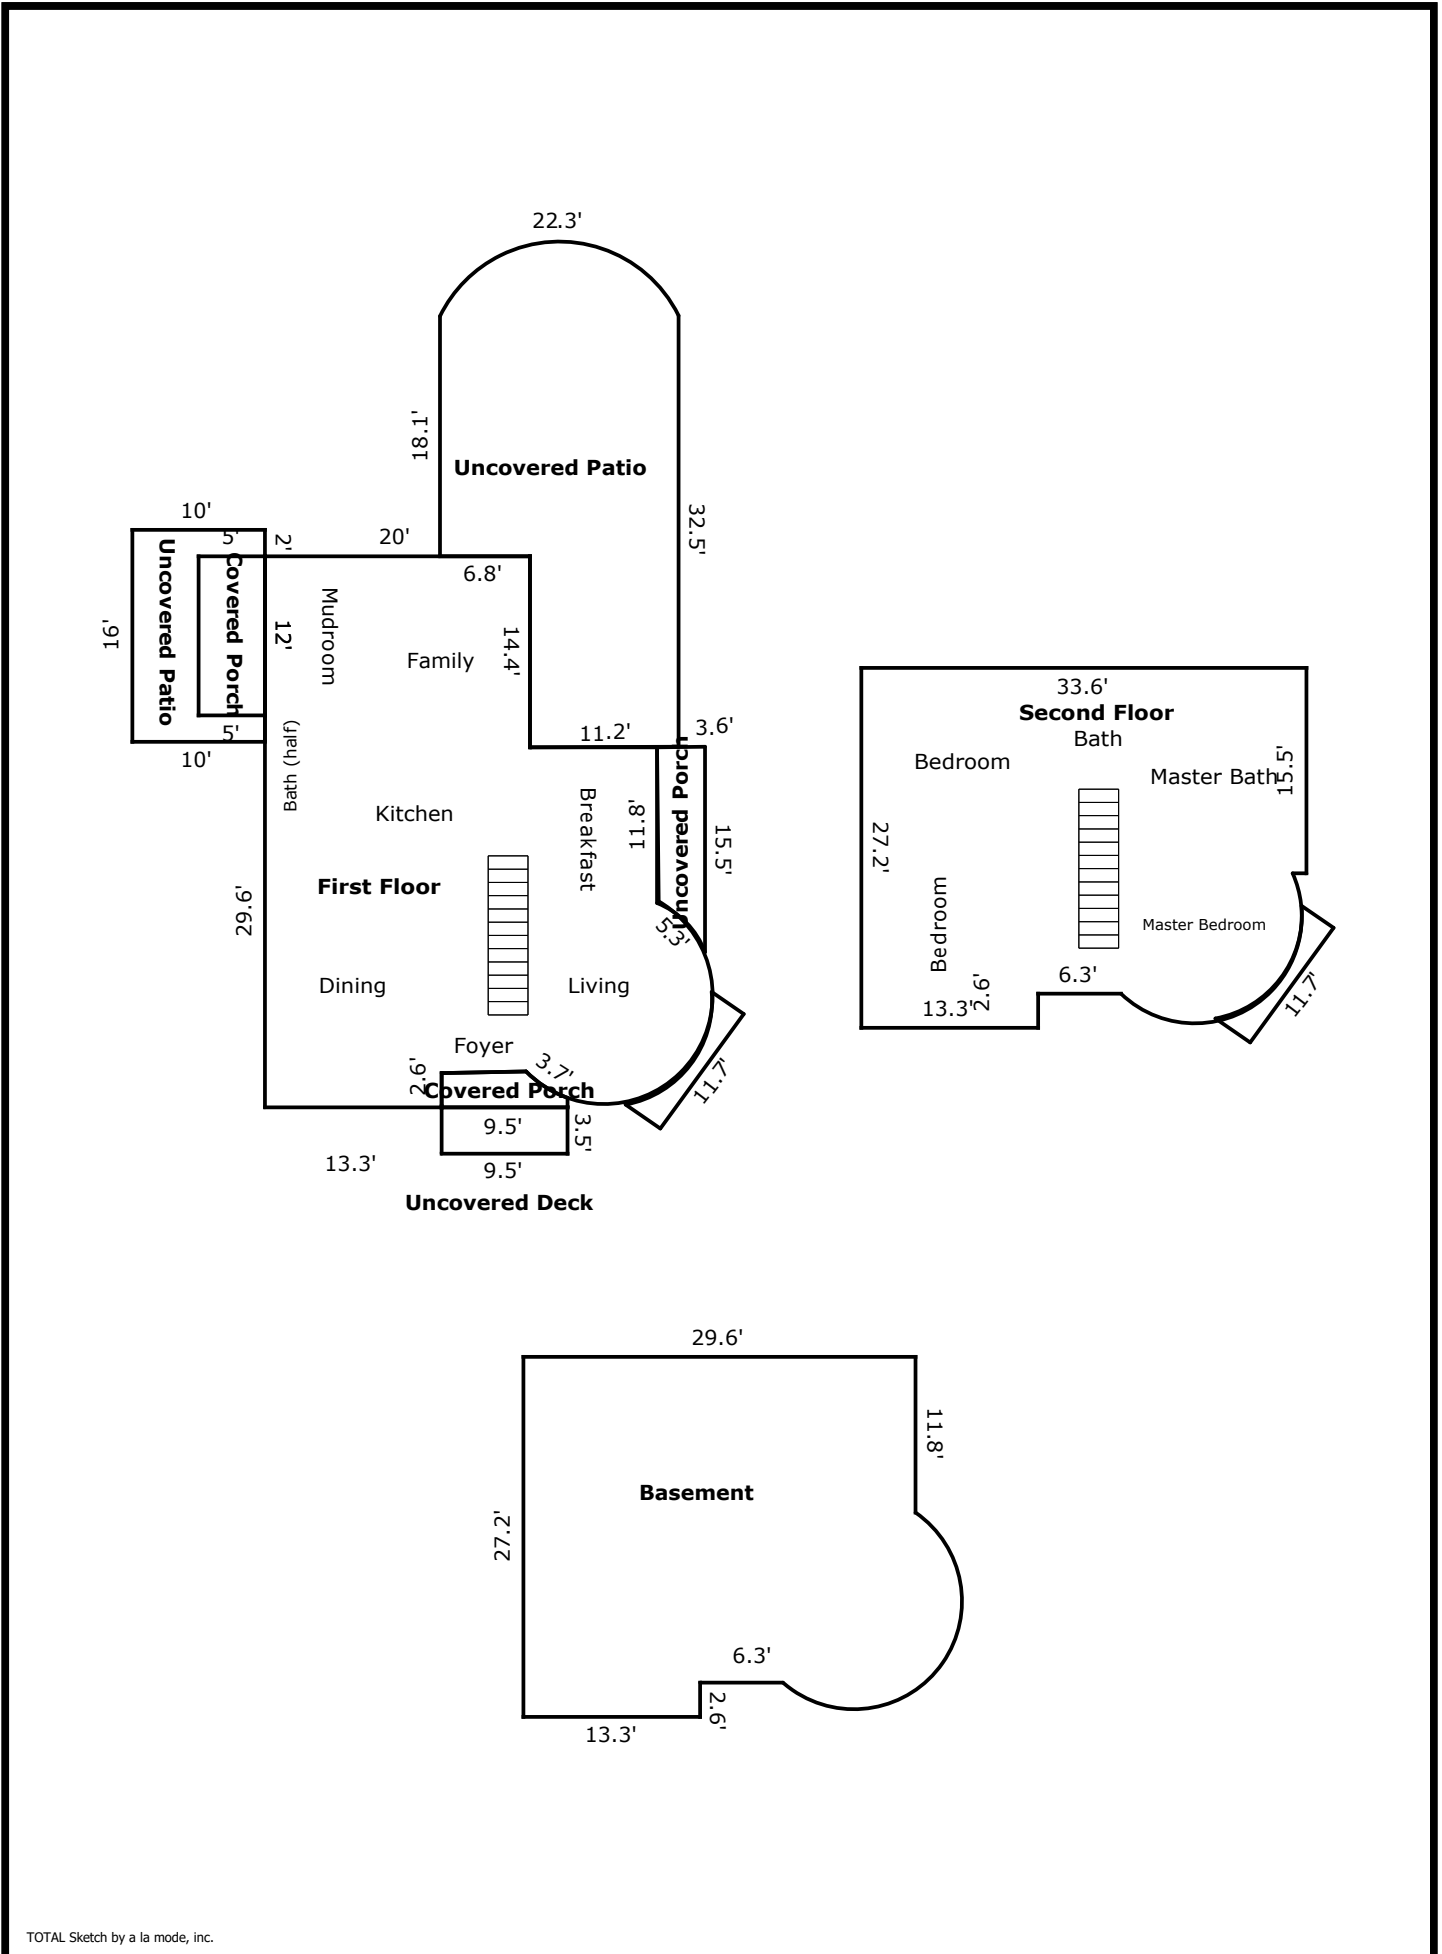 22.3'
18.1'
Uncovered Patio
32.5'
10'
5'
2'
20'
6.8'
Uncovered Patio
Covered Porch
16'
12'
Mudroom
Family
14.4'
5'
10'
11.2'
3.6'
Bath (half)
Kitchen
Breakfast
11.8'
Uncovered Porch
15.5'
First Floor
29.6'
5.3'
Dining
Living
Foyer
2.6'
3.7'
Covered Porch
11.7'
9.5'
3.5'
13.3'
9.5'
Uncovered Deck
33.6'
Second Floor
Bath
Bedroom
Master Bath
15.5'
27.2'
Bedroom
Master Bedroom
6.3'
2.6'
13.3'
11.7'
29.6'
11.8'
Basement
27.2'
6.3'
2.6'
13.3'
TOTAL Sketch by a la mode, inc.